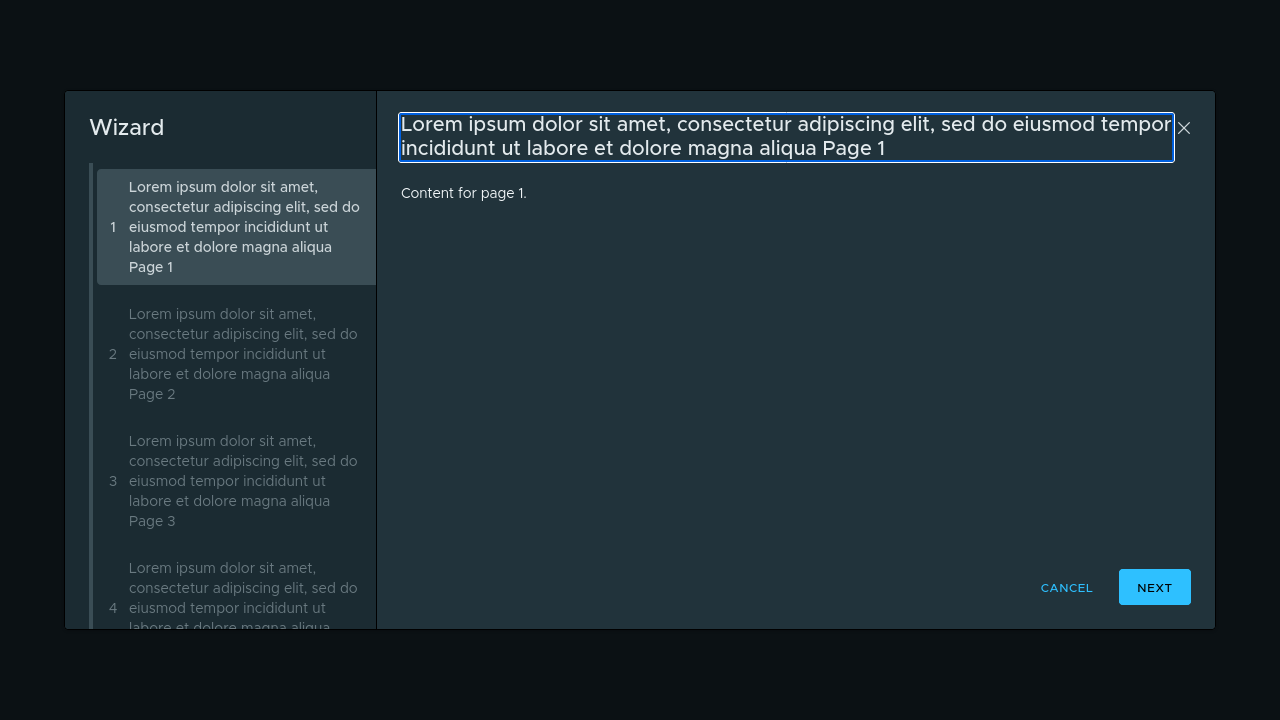 Wizard
1
Lorem ipsum dolor sit amet,
consectetur adipiscing elit, sed do
eiusmod tempor incididunt ut
labore et dolore magna aliqua
Page 1
2
Lorem ipsum dolor sit amet,
consectetur adipiscing elit, sed do
eiusmod tempor incididunt ut
labore et dolore magna aliqua
Page 2
3
Lorem ipsum dolor sit amet,
consectetur adipiscing elit, sed do
eiusmod tempor incididunt ut
labore et dolore magna aliqua
Page 3
4
Lorem ipsum dolor sit amet,
consectetur adipiscing elit, sed do
eiusmod tempor incididunt ut
labore et dolore magna aliqua
Lorem ipsum dolor sit amet, consectetur adipiscing elit, sed do eiusmod tempor
incididunt ut labore et dolore magna aliqua Page 1
Content for page 1.
CANCEL
NEXT